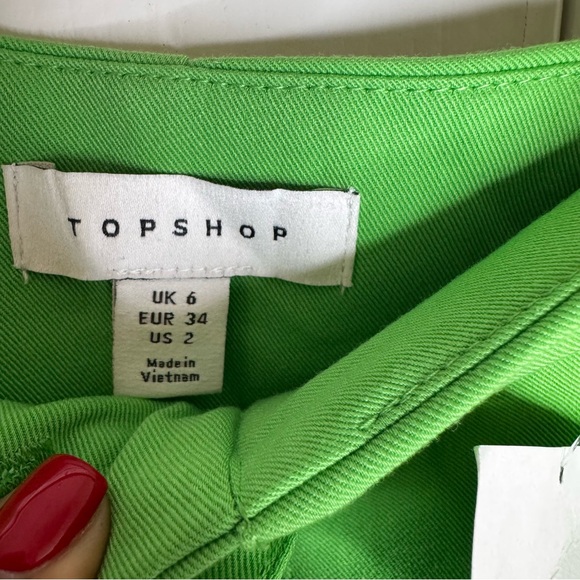 TOPSHOP
UK 6
EUR 34
US 2
Made in
Vietnam